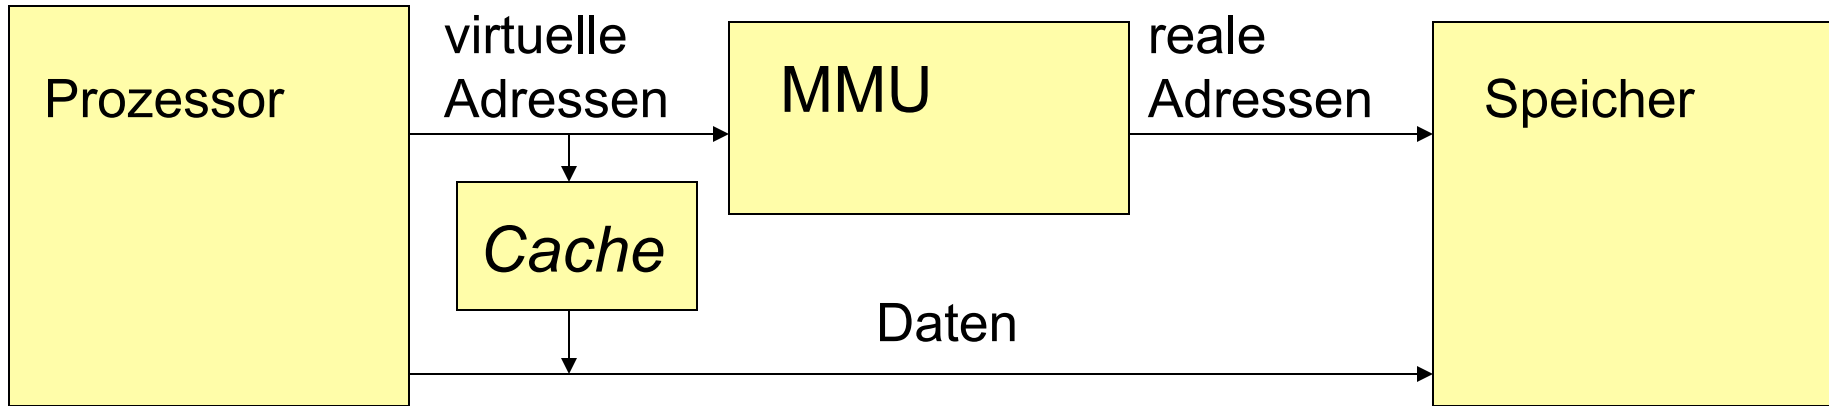 Prozessor
virtuelle
Adressen
MMU
reale
Adressen
Speicher
Cache
Daten